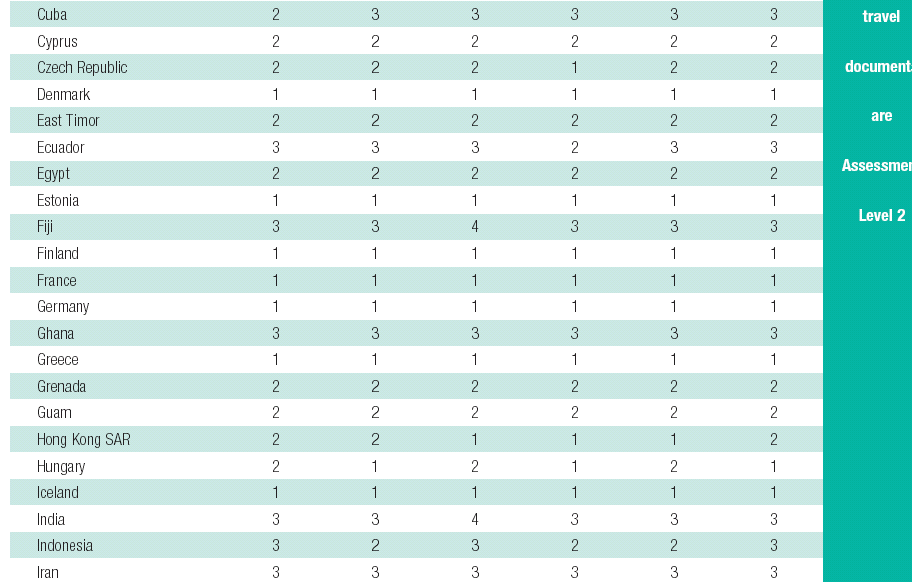 Cuba 2 3 3 3 3 3
Cyprus 2 2 2 2 2 2
Czech Republic 2 2 2 1 2 2
Denmark 1 1 1 1 1 1
East Timor 2 2 2 2 2 2
Ecuador 3 3 3 2 3 3
Egypt 2 2 2 2 2 2
Estonia 1 1 1 1 1 1
Fiji 3 3 4 3 3 3
Finland 1 1 1 1 1 1
France 1 1 1 1 1 1
Germany 1 1 1 1 1 1
Ghana 3 3 3 3 3 3
Greece 1 1 1 1 1 1
Grenada 2 2 2 2 2 2
Guam 2 2 2 2 2 2
Hong Kong SAR 2 2 1 1 1 2
Hungary 2 1 2 1 2 1
Iceland 1 1 1 1 1 1
India 3 3 4 3 3 3
Indonesia 3 2 3 2 2 3
Iran 3 3 3 3 3 3
travel
document
are
Assessmen
Level 2